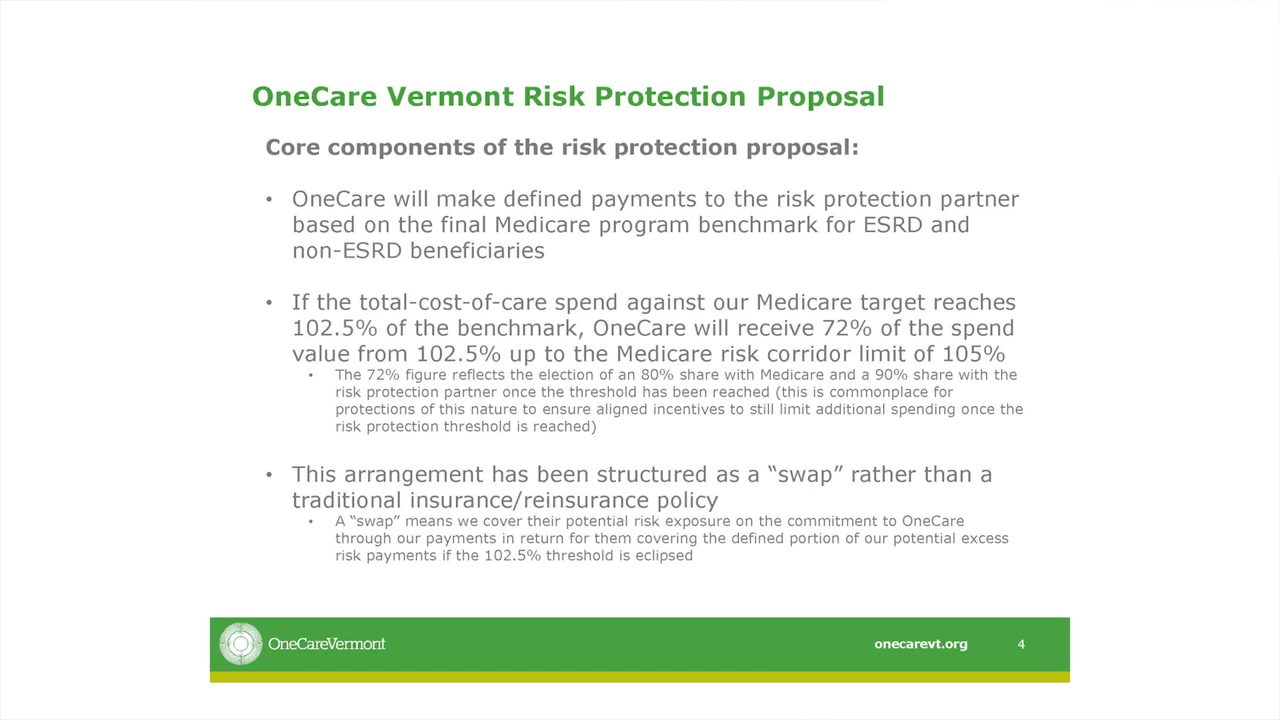 OneCare Vermont Risk Protection Proposal
Core components of the risk protection proposal:
• OneCare will make defined payments to the risk protection partner
based on the final Medicare program benchmark for ESRD and
non-ESRD beneficiaries
• If the total-cost-of-care spend against our Medicare target reaches
102.5% of the benchmark, OneCare will receive 72% of the spend
value from 102.5% up to the Medicare risk corridor limit of 105%
• The 72% figure reflects the election of an 80% share with Medicare and a 90% share with the
risk protection partner once the threshold has been reached (this is commonplace for
protections of this nature to ensure aligned incentives to still limit additional spending once the
risk protection threshold is reached)
• This arrangement has been structured as a “swap” rather than a
traditional insurance/reinsurance policy
• A “swap” means we cover their potential risk exposure on the commitment to OneCare
through our payments in return for them covering the defined portion of our potential excess
risk payments if the 102.5% threshold is eclipsed
OneCareVermont
onecarevt.org 4